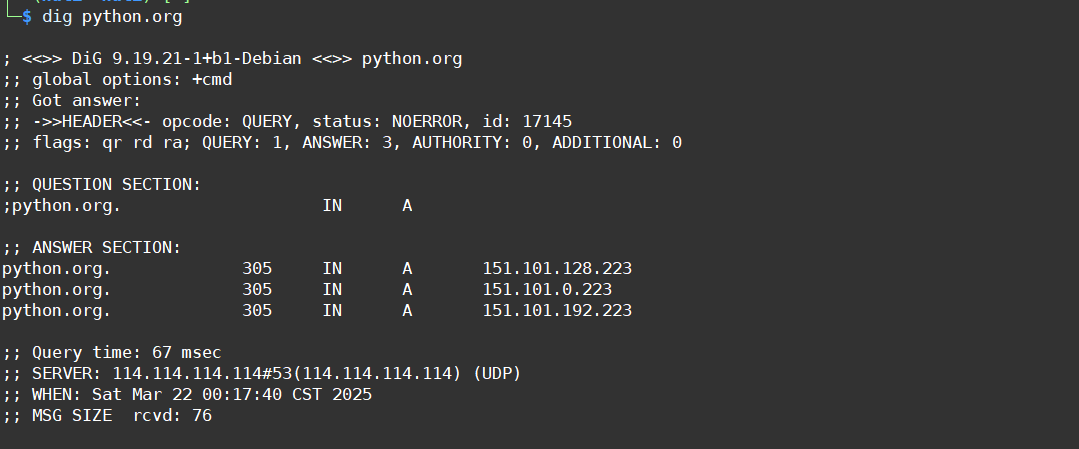 └─$ dig python.org
; <<>> DiG 9.19.21-1+b1-Debian <<>> python.org
;; global options: +cmd
;; Got answer:
;; ->>HEADER<<- opcode: QUERY, status: NOERROR, id: 17145
;; flags: qr rd ra; QUERY: 1, ANSWER: 3, AUTHORITY: 0, ADDITIONAL: 0
;; QUESTION SECTION:
;python.org. IN A
;; ANSWER SECTION:
python.org. 305 IN A 151.101.128.223
python.org. 305 IN A 151.101.0.223
python.org. 305 IN A 151.101.192.223
;; Query time: 67 msec
;; SERVER: 114.114.114.114#53(114.114.114.114) (UDP)
;; WHEN: Sat Mar 22 00:17:40 CST 2025
;; MSG SIZE rcvd: 76